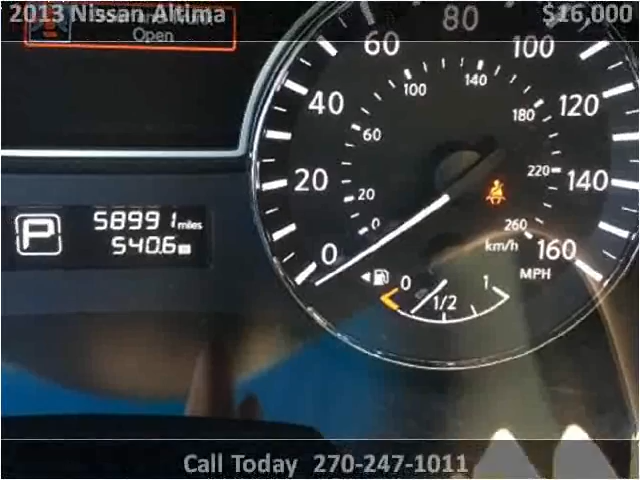 2013 Nissan Altima $16,000
Open
80
60 100
100 140
40 180 120
60
20 220 140
20
58991 miles
P
540.6
0 260 160
0 km/h
MPH
0 1/2 1
Call Today 270-247-1011